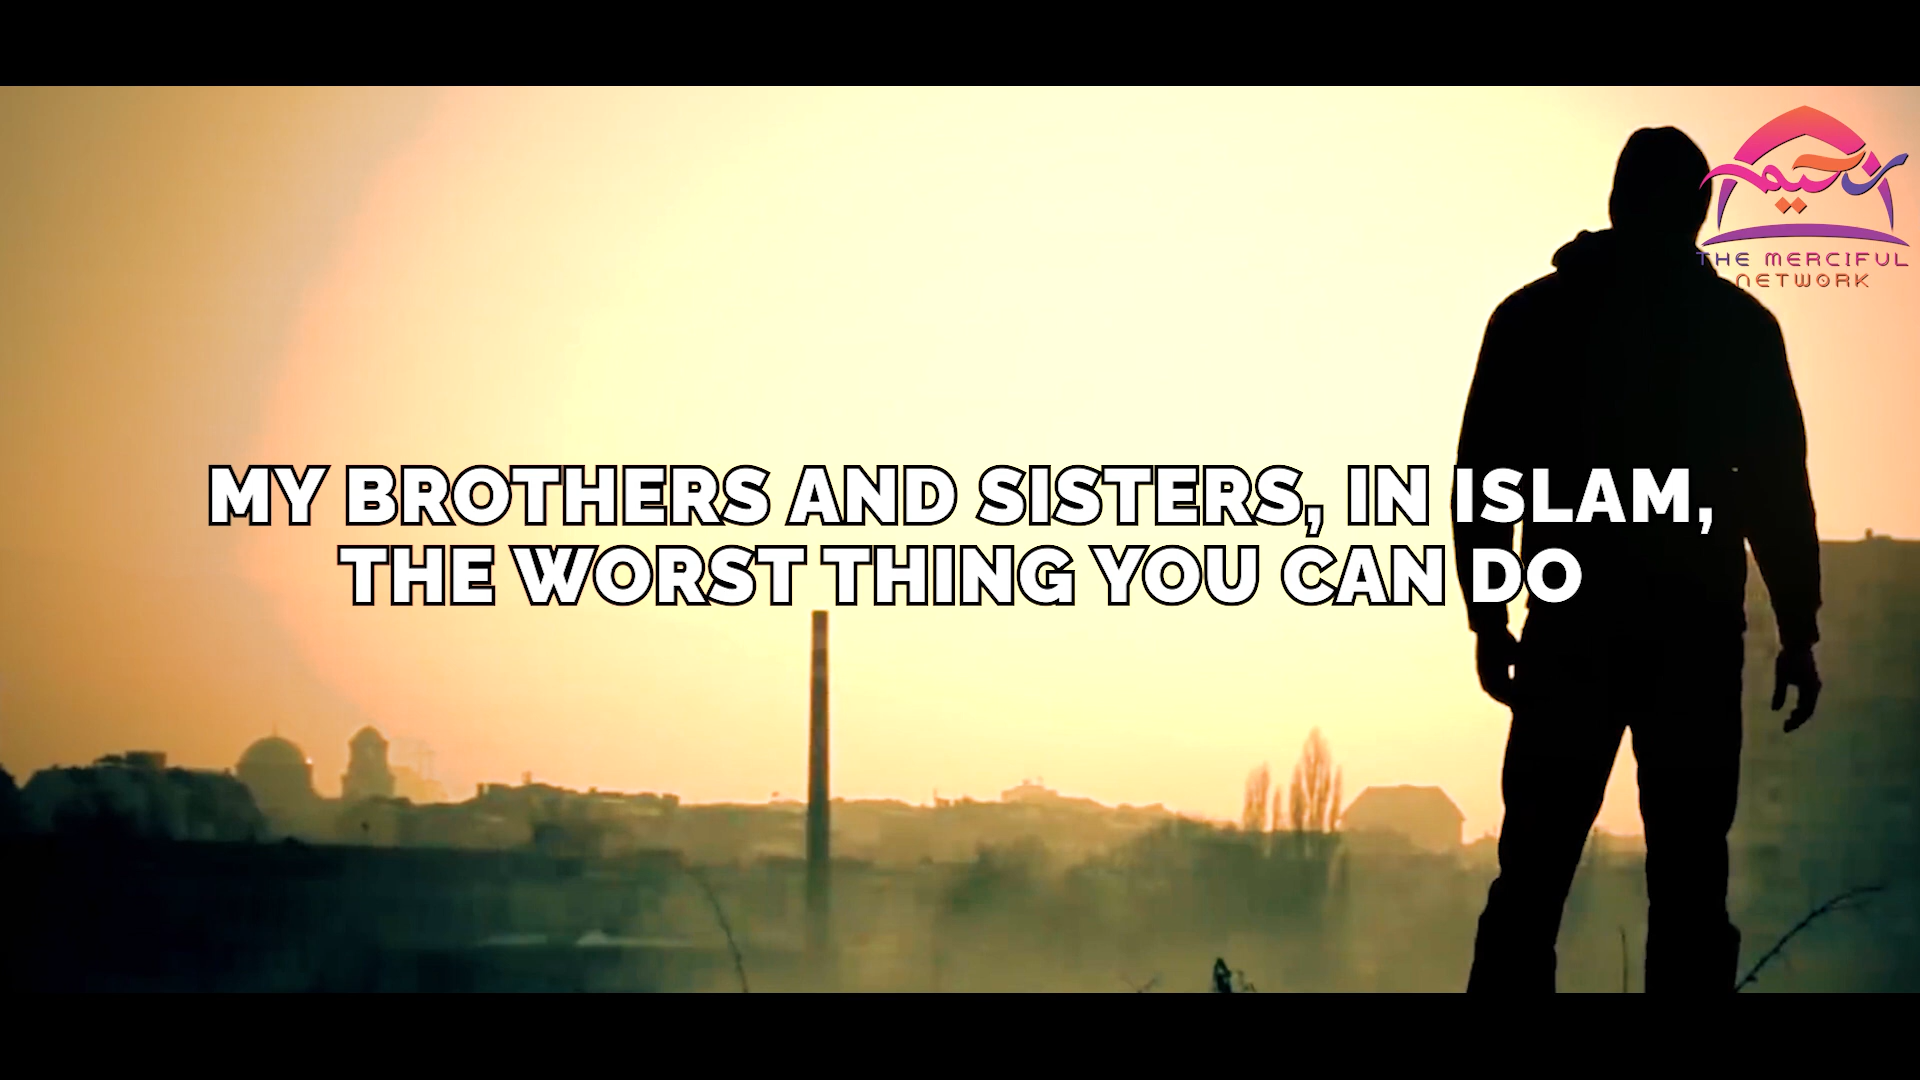 MY BROTHERS AND SISTERS, IN ISLAM,
THE WORST THING YOU CAN DO
THE MERCIFUL
NETWORK